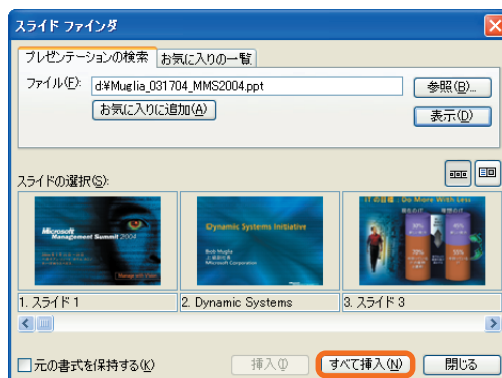 スライド ファインダ
プレゼンテーションの検索 お気に入りの一覧
ファイル(F): d:¥Muglia_031704_MMS2004.ppt 参照(B)...
お気に入りに追加(A) 表示(D)
スライドの選択(S):
Microsoft
Management Summit 2004
Dynamic Systems Initiative
Bob Muglia
Microsoft Corporation
ITの目標: Do More With Less
1. スライド 1 2. Dynamic Systems 3. スライド 3
元の書式を保持する(K) 挿入(I) すべて挿入(N) 閉じる